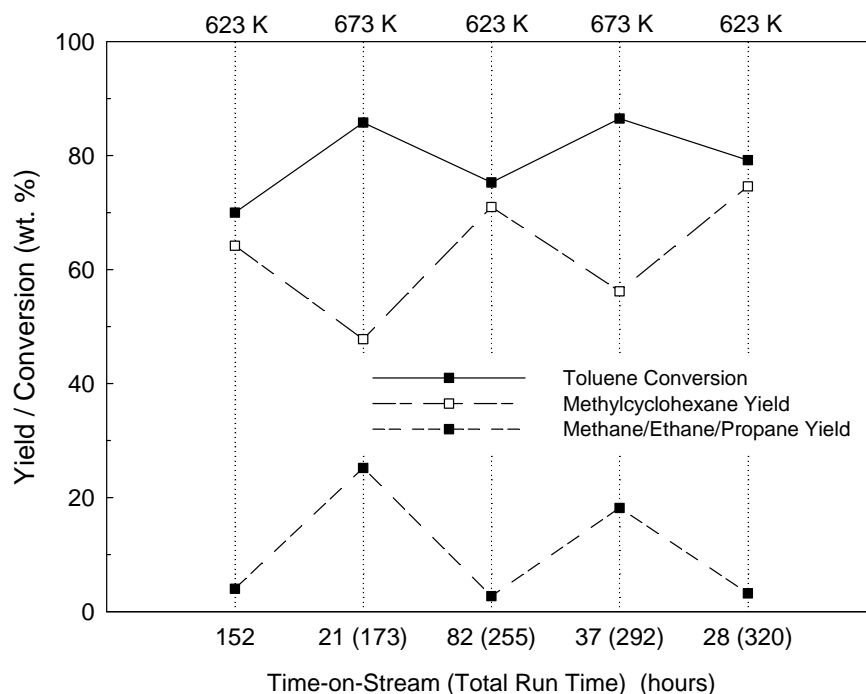 623 K 673 K 623 K 673 K 623 K
100
80
60
40
20
0
Yield / Conversion (wt. %)
Toluene Conversion
Methylcyclohexane Yield
Methane/Ethane/Propane Yield
152 21 (173) 82 (255) 37 (292) 28 (320)
Time-on-Stream (Total Run Time) (hours)